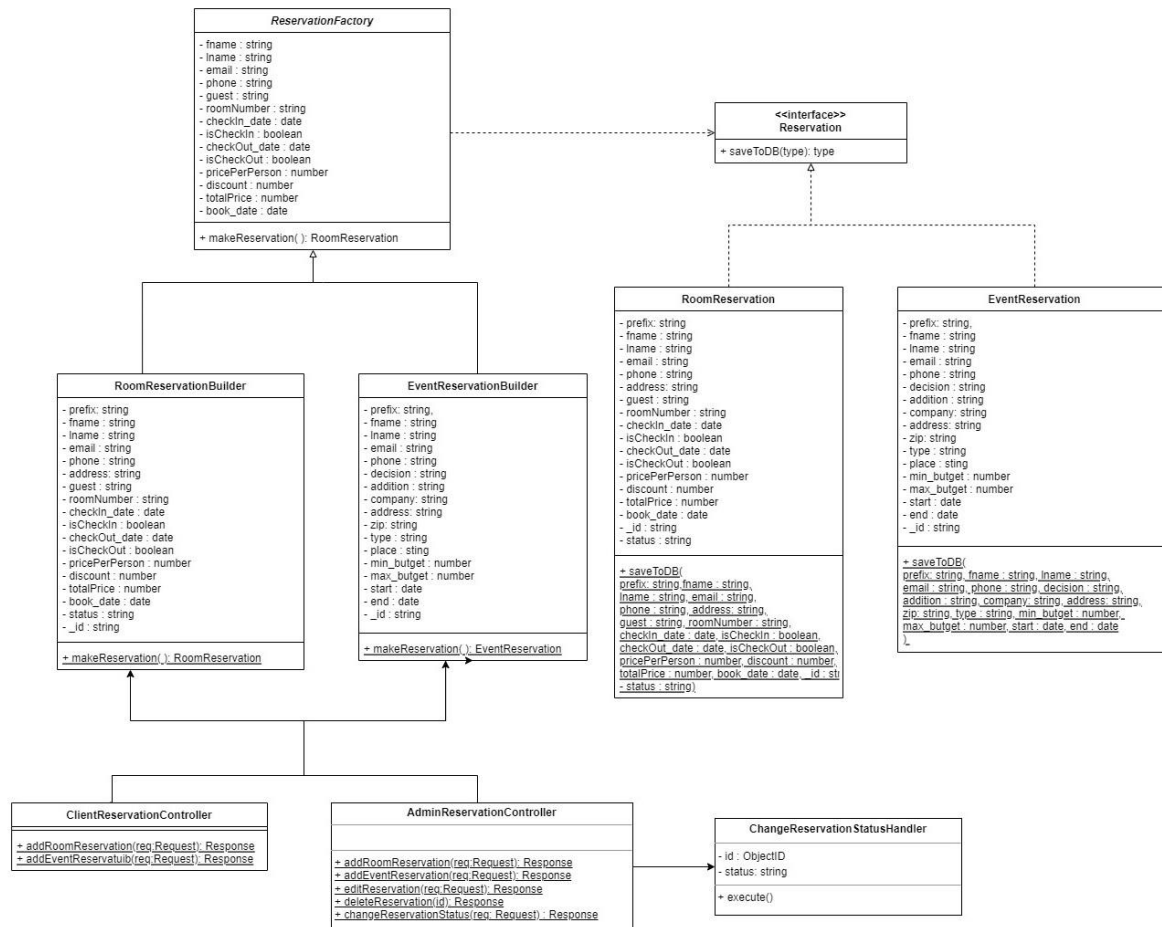 ReservationFactory
- fname : string
- lname : string
- email : string
- phone : string
- guest : string
- roomNumber : string
- checkIn_date : date
- isCheckIn : boolean
- checkOut_date : date
- isCheckOut : boolean
- pricePerPerson : number
- discount : number
- totalPrice : number
- book_date : date
+ makeReservation( ): RoomReservation
<<interface>>
Reservation
+ saveToDB(type): type
RoomReservation
- prefix: string
- fname : string
- lname : string
- email : string
- phone : string
- address: string
- guest : string
- roomNumber : string
- checkIn_date : date
- isCheckIn : boolean
- checkOut_date : date
- isCheckOut : boolean
- pricePerPerson : number
- discount : number
- totalPrice : number
- book_date : date
- _id : string
- status : string
+ saveToDB(
prefix: string,fname : string,
lname : string, email : string,
phone : string, address: string,
guest : string, roomNumber : string,
checkIn_date : date, isCheckIn : boolean,
checkOut_date : date, isCheckOut : boolean,
pricePerPerson : number, discount : number,
totalPrice : number, book_date : date, _id : stri
- status : string)
EventReservation
- prefix: string,
- fname : string
- lname : string
- email : string
- phone : string
- decision : string
- addition : string
- company: string
- address: string
- zip: string
- type : string
- place : sting
- min_butget : number
- max_butget : number
- start : date
- end : date
- _id : string
+ saveToDB(
prefix: string, fname : string, lname : string,
email : string, phone : string, decision : string,
addition : string, company: string, address: string,
zip: string, type : string, min_butget : number,
max_butget : number, start : date, end : date
)
RoomReservationBuilder
- prefix: string
- fname : string
- lname : string
- email : string
- phone : string
- address: string
- guest : string
- roomNumber : string
- checkIn_date : date
- isCheckIn : boolean
- checkOut_date : date
- isCheckOut : boolean
- pricePerPerson : number
- discount : number
- totalPrice : number
- book_date : date
- status : string
- _id : string
+ makeReservation( ): RoomReservation
EventReservationBuilder
- prefix: string,
- fname : string
- lname : string
- email : string
- phone : string
- decision : string
- addition : string
- company: string
- address: string
- zip: string
- type : string
- place : sting
- min_butget : number
- max_butget : number
- start : date
- end : date
- _id : string
+ makeReservation( ): EventReservation
ClientReservationController
+ addRoomReservation(req:Request): Response
+ addEventReservatuib(req:Request): Response
AdminReservationController
+ addRoomReservation(req:Request): Response
+ addEventReservation(req:Request): Response
+ editReservation(req:Request): Response
+ deleteReservation(id): Response
+ changeReservationStatus(req: Request) : Response
ChangeReservationStatusHandler
- id : ObjectID
- status: string
+ execute()